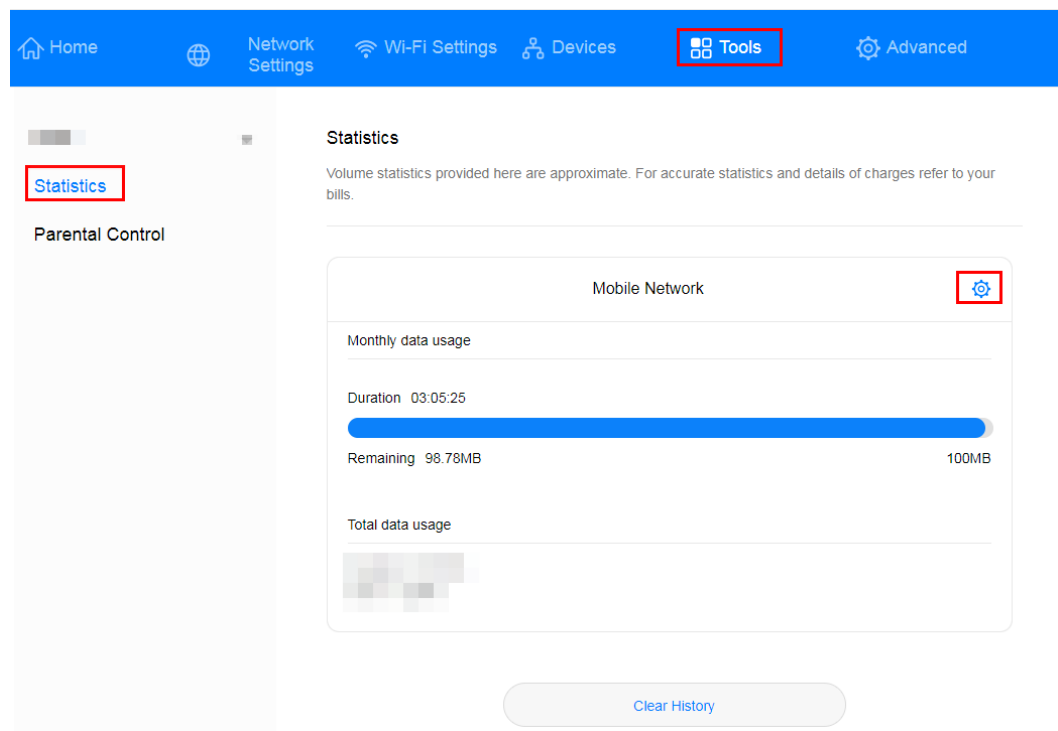 Home
Network
Settings
Wi-Fi Settings
Devices
Tools
Advanced
Statistics
Parental Control
Statistics
Volume statistics provided here are approximate. For accurate statistics and details of charges refer to your
bills.
Mobile Network
Monthly data usage
Duration 03:05:25
Remaining 98.78MB
100MB
Total data usage
Clear History